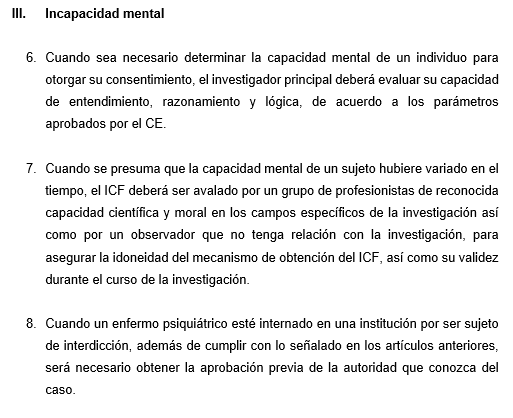 III. Incapacidad mental
6. Cuando sea necesario determinar la capacidad mental de un individuo para
otorgar su consentimiento, el investigador principal deberá evaluar su capacidad
de entendimiento, razonamiento y lógica, de acuerdo a los parámetros
aprobados por el CE.
7. Cuando se presuma que la capacidad mental de un sujeto hubiere variado en el
tiempo, el ICF deberá ser avalado por un grupo de profesionistas de reconocida
capacidad científica y moral en los campos específicos de la investigación así
como por un observador que no tenga relación con la investigación, para
asegurar la idoneidad del mecanismo de obtención del ICF, así como su validez
durante el curso de la investigación.
8. Cuando un enfermo psiquiátrico esté internado en una institución por ser sujeto
de interdicción, además de cumplir con lo señalado en los artículos anteriores,
será necesario obtener la aprobación previa de la autoridad que conozca del
caso.